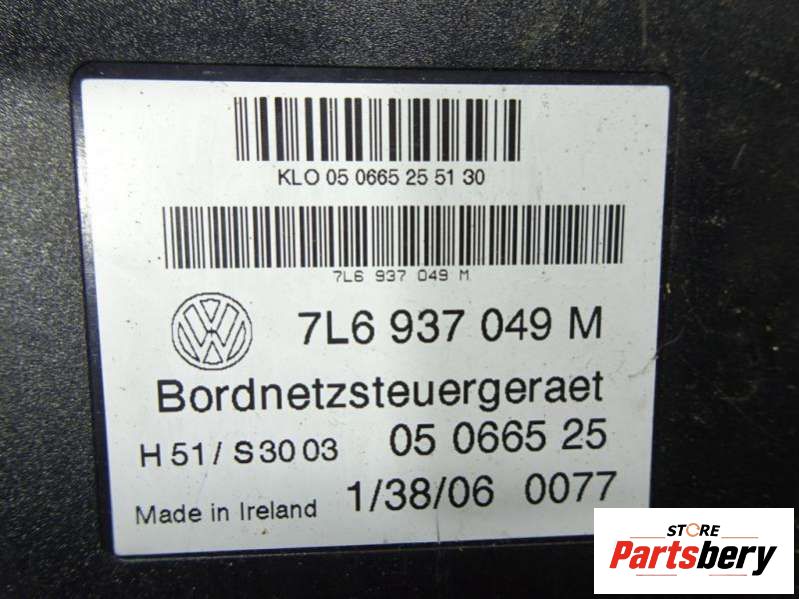 KLO 05 0665 25 51 30
7L6 937 049 M
7L6 937 049 M
Bordnetzsteuergeraet
H 51 / S 30 03 05 0665 25
Made in Ireland 1/38/06 0077
STORE
Partsbery